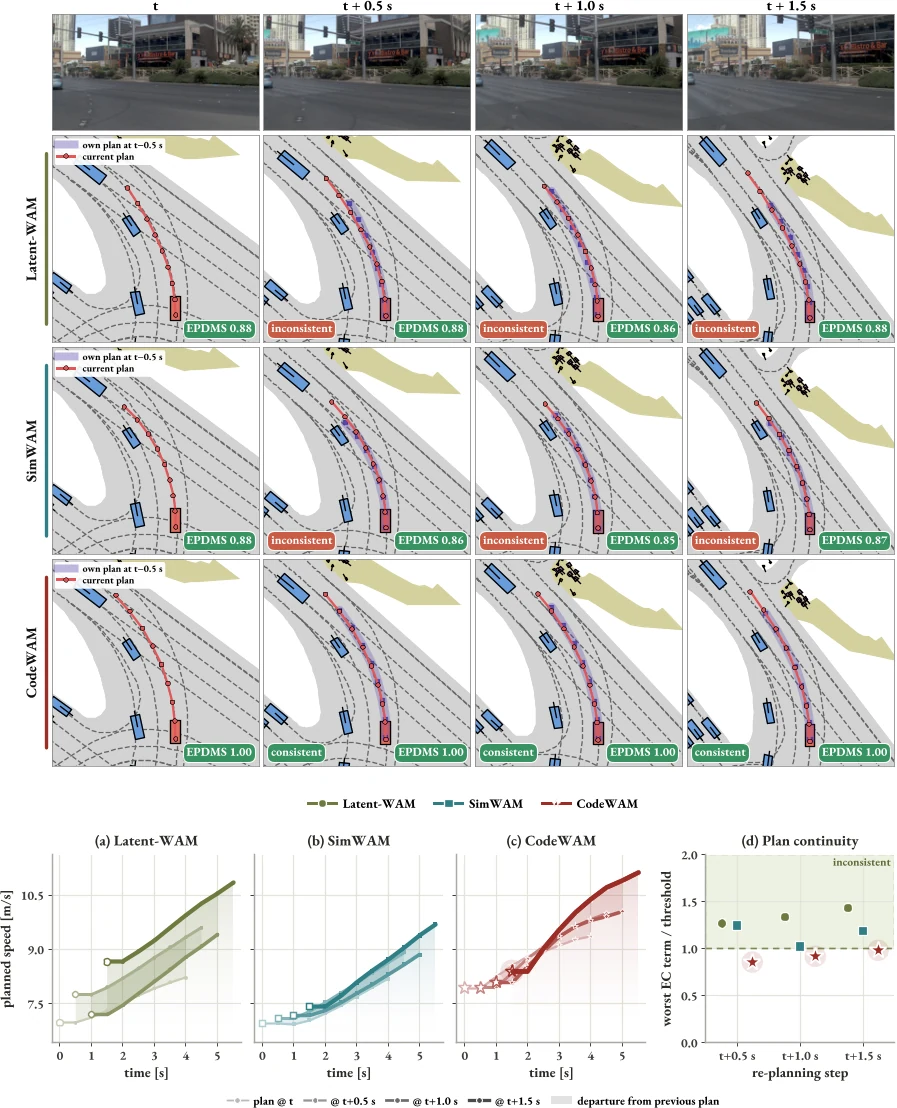 t
t + 0.5 s
t + 1.0 s
t + 1.5 s
Latent-WAM
own plan at t−0.5 s
current plan
EPDMS 0.88
inconsistent
EPDMS 0.88
inconsistent
EPDMS 0.86
inconsistent
EPDMS 0.88
SimWAM
own plan at t−0.5 s
current plan
EPDMS 0.88
inconsistent
EPDMS 0.86
inconsistent
EPDMS 0.85
inconsistent
EPDMS 0.87
CodeWAM
own plan at t−0.5 s
current plan
EPDMS 1.00
consistent
EPDMS 1.00
consistent
EPDMS 1.00
consistent
EPDMS 1.00
Latent-WAM SimWAM CodeWAM
(a) Latent-WAM
planned speed [m/s]
10.5
9.0
7.5
0 1 2 3 4 5
time [s]
(b) SimWAM
0 1 2 3 4 5
time [s]
(c) CodeWAM
0 1 2 3 4 5
time [s]
(d) Plan continuity
inconsistent
worst EC term / threshold
2.0
1.5
1.0
0.5
0.0
t+0.5 s t+1.0 s t+1.5 s
re-planning step
plan @ t @ t+0.5 s @ t+1.0 s @ t+1.5 s departure from previous plan